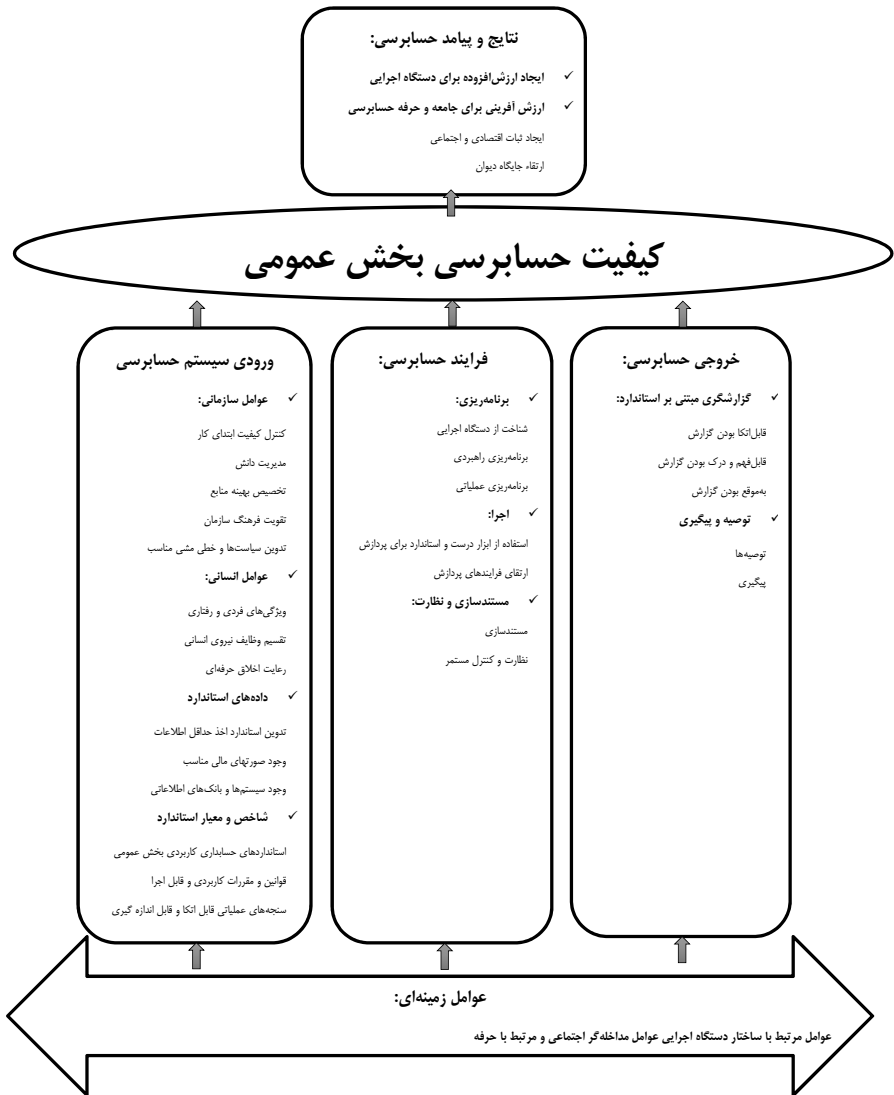 نتایج و پیامد حسابرسی:
✓ ایجاد ارزش‌افزوده برای دستگاه اجرایی
✓ ارزش آفرینی برای جامعه و حرفه حسابرسی
ایجاد ثبات اقتصادی و اجتماعی
ارتقاء جایگاه دیوان
کیفیت حسابرسی بخش عمومی
خروجی حسابرسی:
✓ گزارشگری مبتنی بر استاندارد:
قابل‌اتکا بودن گزارش
قابل‌فهم و درک بودن گزارش
به‌موقع بودن گزارش
✓ توصیه و پیگیری
توصیه‌ها
پیگیری
فرایند حسابرسی:
✓ برنامه‌ریزی:
شناخت از دستگاه اجرایی
برنامه‌ریزی راهبردی
برنامه‌ریزی عملیاتی
✓ اجرا:
استفاده از ابزار درست و استاندارد برای پردازش
ارتقای فرایندهای پردازش
✓ مستندسازی و نظارت:
مستندسازی
نظارت و کنترل مستمر
ورودی سیستم حسابرسی
✓ عوامل سازمانی:
کنترل کیفیت ابتدای کار
مدیریت دانش
تخصیص بهینه منابع
تقویت فرهنگ سازمان
تدوین سیاست‌ها و خطی مشی مناسب
✓ عوامل انسانی:
ویژگی‌های فردی و رفتاری
تقسیم وظایف نیروی انسانی
رعایت اخلاق حرفه‌ای
✓ داده‌های استاندارد
تدوین استاندارد اخذ حداقل اطلاعات
وجود صورتهای مالی مناسب
وجود سیستم‌ها و بانک‌های اطلاعاتی
✓ شاخص و معیار استاندارد
استانداردهای حسابداری کاربردی بخش عمومی
قوانین و مقررات کاربردی و قابل اجرا
سنجه‌های عملیاتی قابل اتکا و قابل اندازه گیری
عوامل زمینه‌ای:
عوامل مرتبط با ساختار دستگاه اجرایی عوامل مداخله‌گر اجتماعی و مرتبط با حرفه